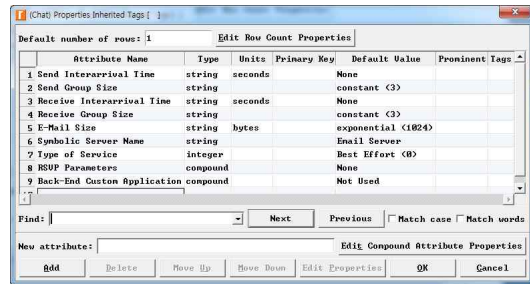 (Chat) Properties Inherited Tags [ ]
Default number of rows: 1 Edit Row Count Properties
Attribute Name Type Units Primary Key Default Value Prominent Tags
1 Send Interarrival Time string seconds None
2 Send Group Size string constant (3)
3 Receive Interarrival Time string seconds None
4 Receive Group Size string constant (3)
5 E-Mail Size string bytes exponential (1024)
6 Symbolic Server Name string Email Server
7 Type of Service integer Best Effort (0)
8 RSVP Parameters compound None
9 Back-End Custom Application compound Not Used
Find: Next Previous Match case Match words
New attribute: Edit Compound Attribute Properties
Add Delete Move Up Move Down Edit Properties OK Cancel